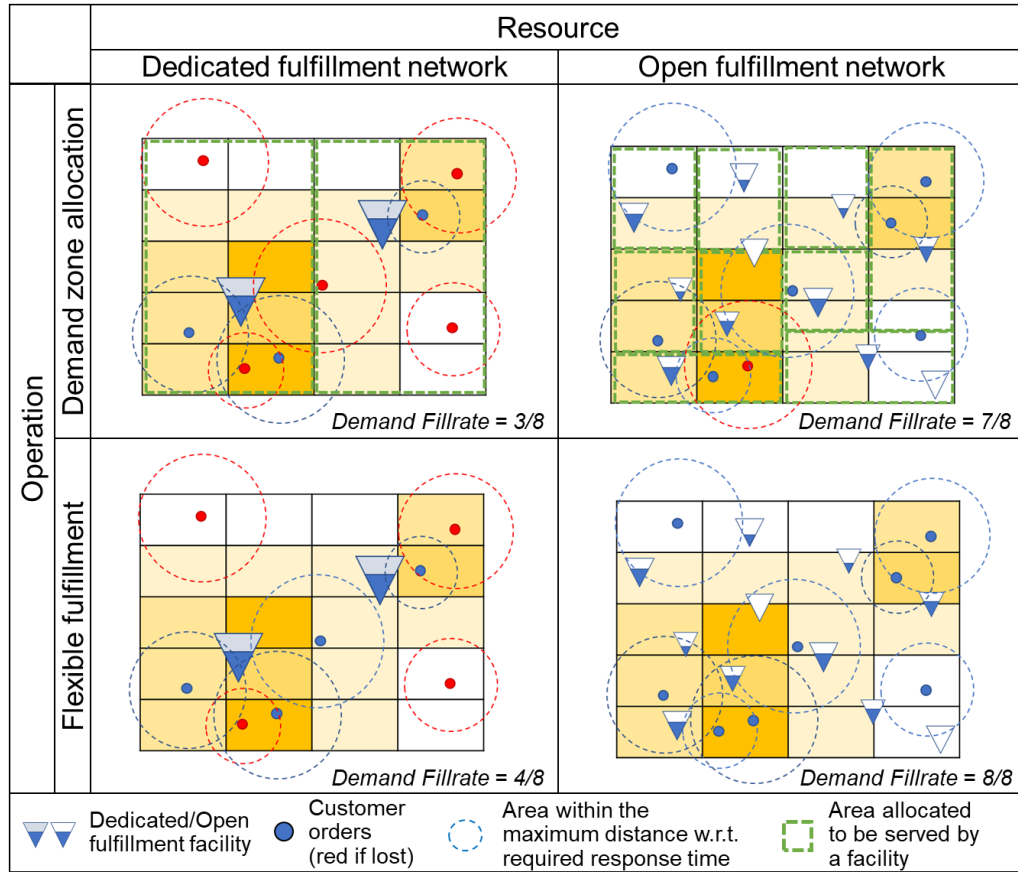 Resource
Dedicated fulfillment network
Open fulfillment network
Operation
Demand zone allocation
Demand Fillrate = 3/8
Demand Fillrate = 7/8
Flexible fulfillment
Demand Fillrate = 4/8
Demand Fillrate = 8/8
Dedicated/Open
fulfillment facility
Customer
orders
(red if lost)
Area within the
maximum distance w.r.t.
required response time
Area allocated
to be served by
a facility